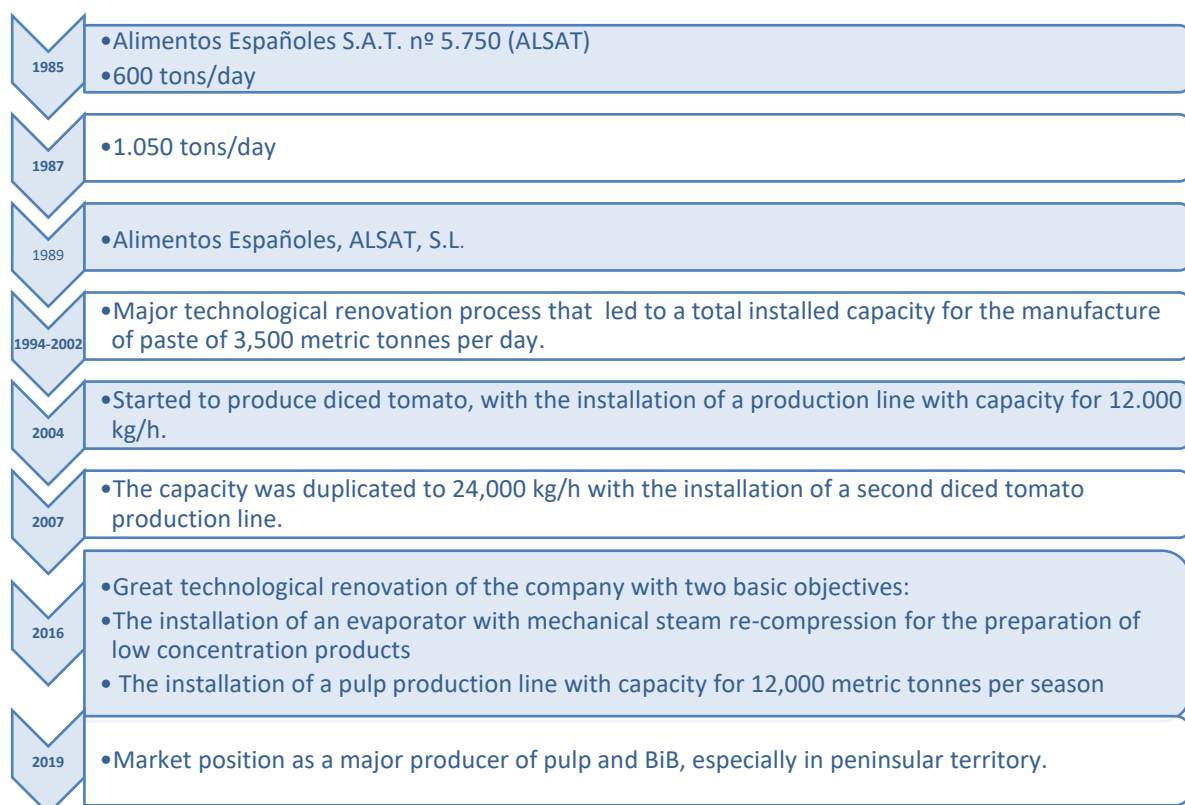 1985
•Alimentos Españoles S.A.T. nº 5.750 (ALSAT)
•600 tons/day
1987
•1.050 tons/day
1989
•Alimentos Españoles, ALSAT, S.L.
1994-2002
•Major technological renovation process that led to a total installed capacity for the manufacture
of paste of 3,500 metric tonnes per day.
2004
•Started to produce diced tomato, with the installation of a production line with capacity for 12.000
kg/h.
2007
•The capacity was duplicated to 24,000 kg/h with the installation of a second diced tomato
production line.
2016
•Great technological renovation of the company with two basic objectives:
•The installation of an evaporator with mechanical steam re-compression for the preparation of
low concentration products
• The installation of a pulp production line with capacity for 12,000 metric tonnes per season
2019
•Market position as a major producer of pulp and BiB, especially in peninsular territory.